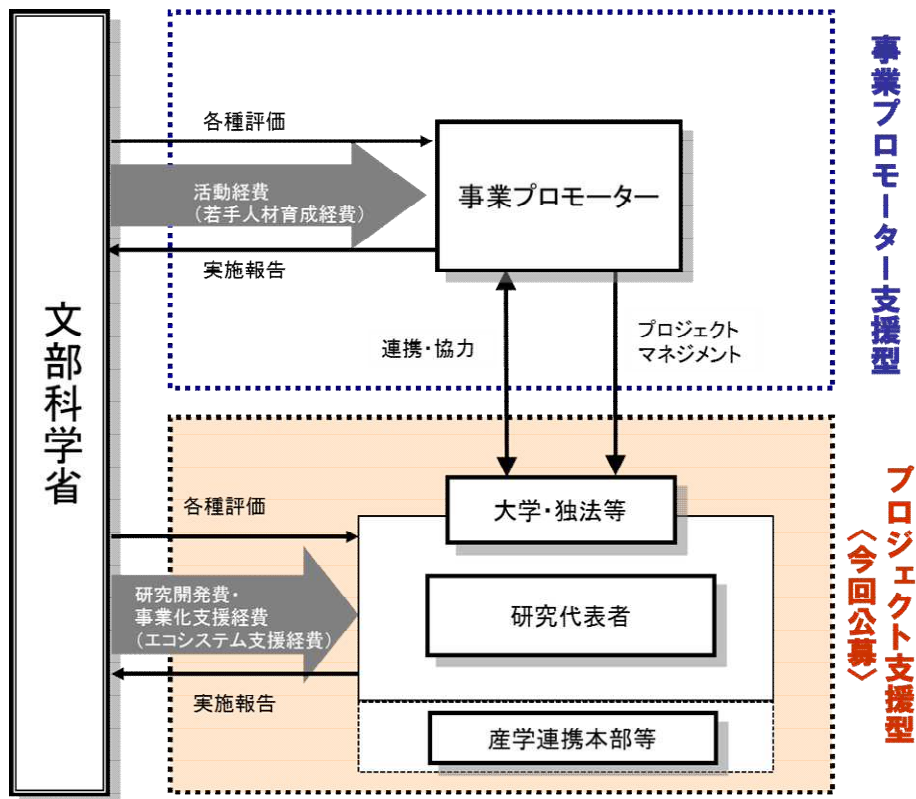 文部科学省
事業プロモーター支援型
各種評価
活動経費
（若手人材育成経費）
実施報告
事業プロモーター
連携・協力
プロジェクト
マネジメント
プロジェクト支援型
〈今回公募〉
各種評価
研究開発費・
事業化支援経費
（エコシステム支援経費）
実施報告
大学・独法等
研究代表者
産学連携本部等